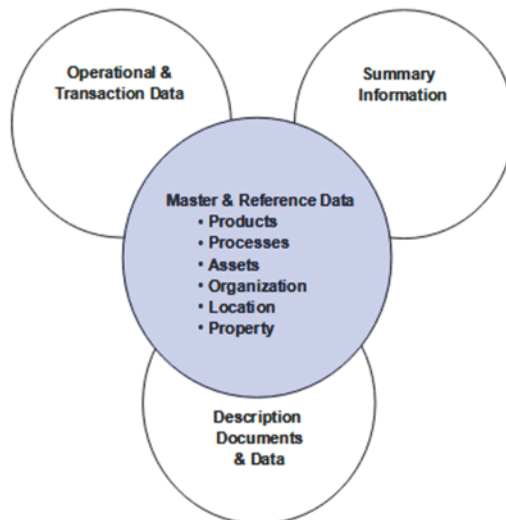 Operational &
Transaction Data
Summary
Information
Master & Reference Data
• Products
• Processes
• Assets
• Organization
• Location
• Property
Description
Documents
& Data